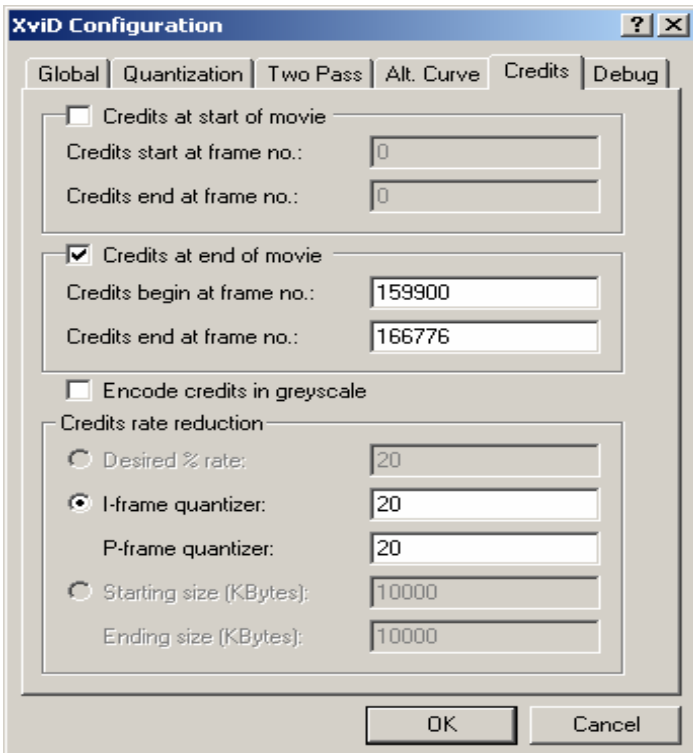 XviD Configuration
Global Quantization Two Pass Alt. Curve Credits Debug
Credits at start of movie
Credits start at frame no.: 0
Credits end at frame no.: 0
Credits at end of movie
Credits begin at frame no.: 159900
Credits end at frame no.: 166776
Encode credits in greyscale
Credits rate reduction
Desired % rate: 20
I-frame quantizer: 20
P-frame quantizer: 20
Starting size (KBytes): 10000
Ending size (KBytes): 10000
OK Cancel